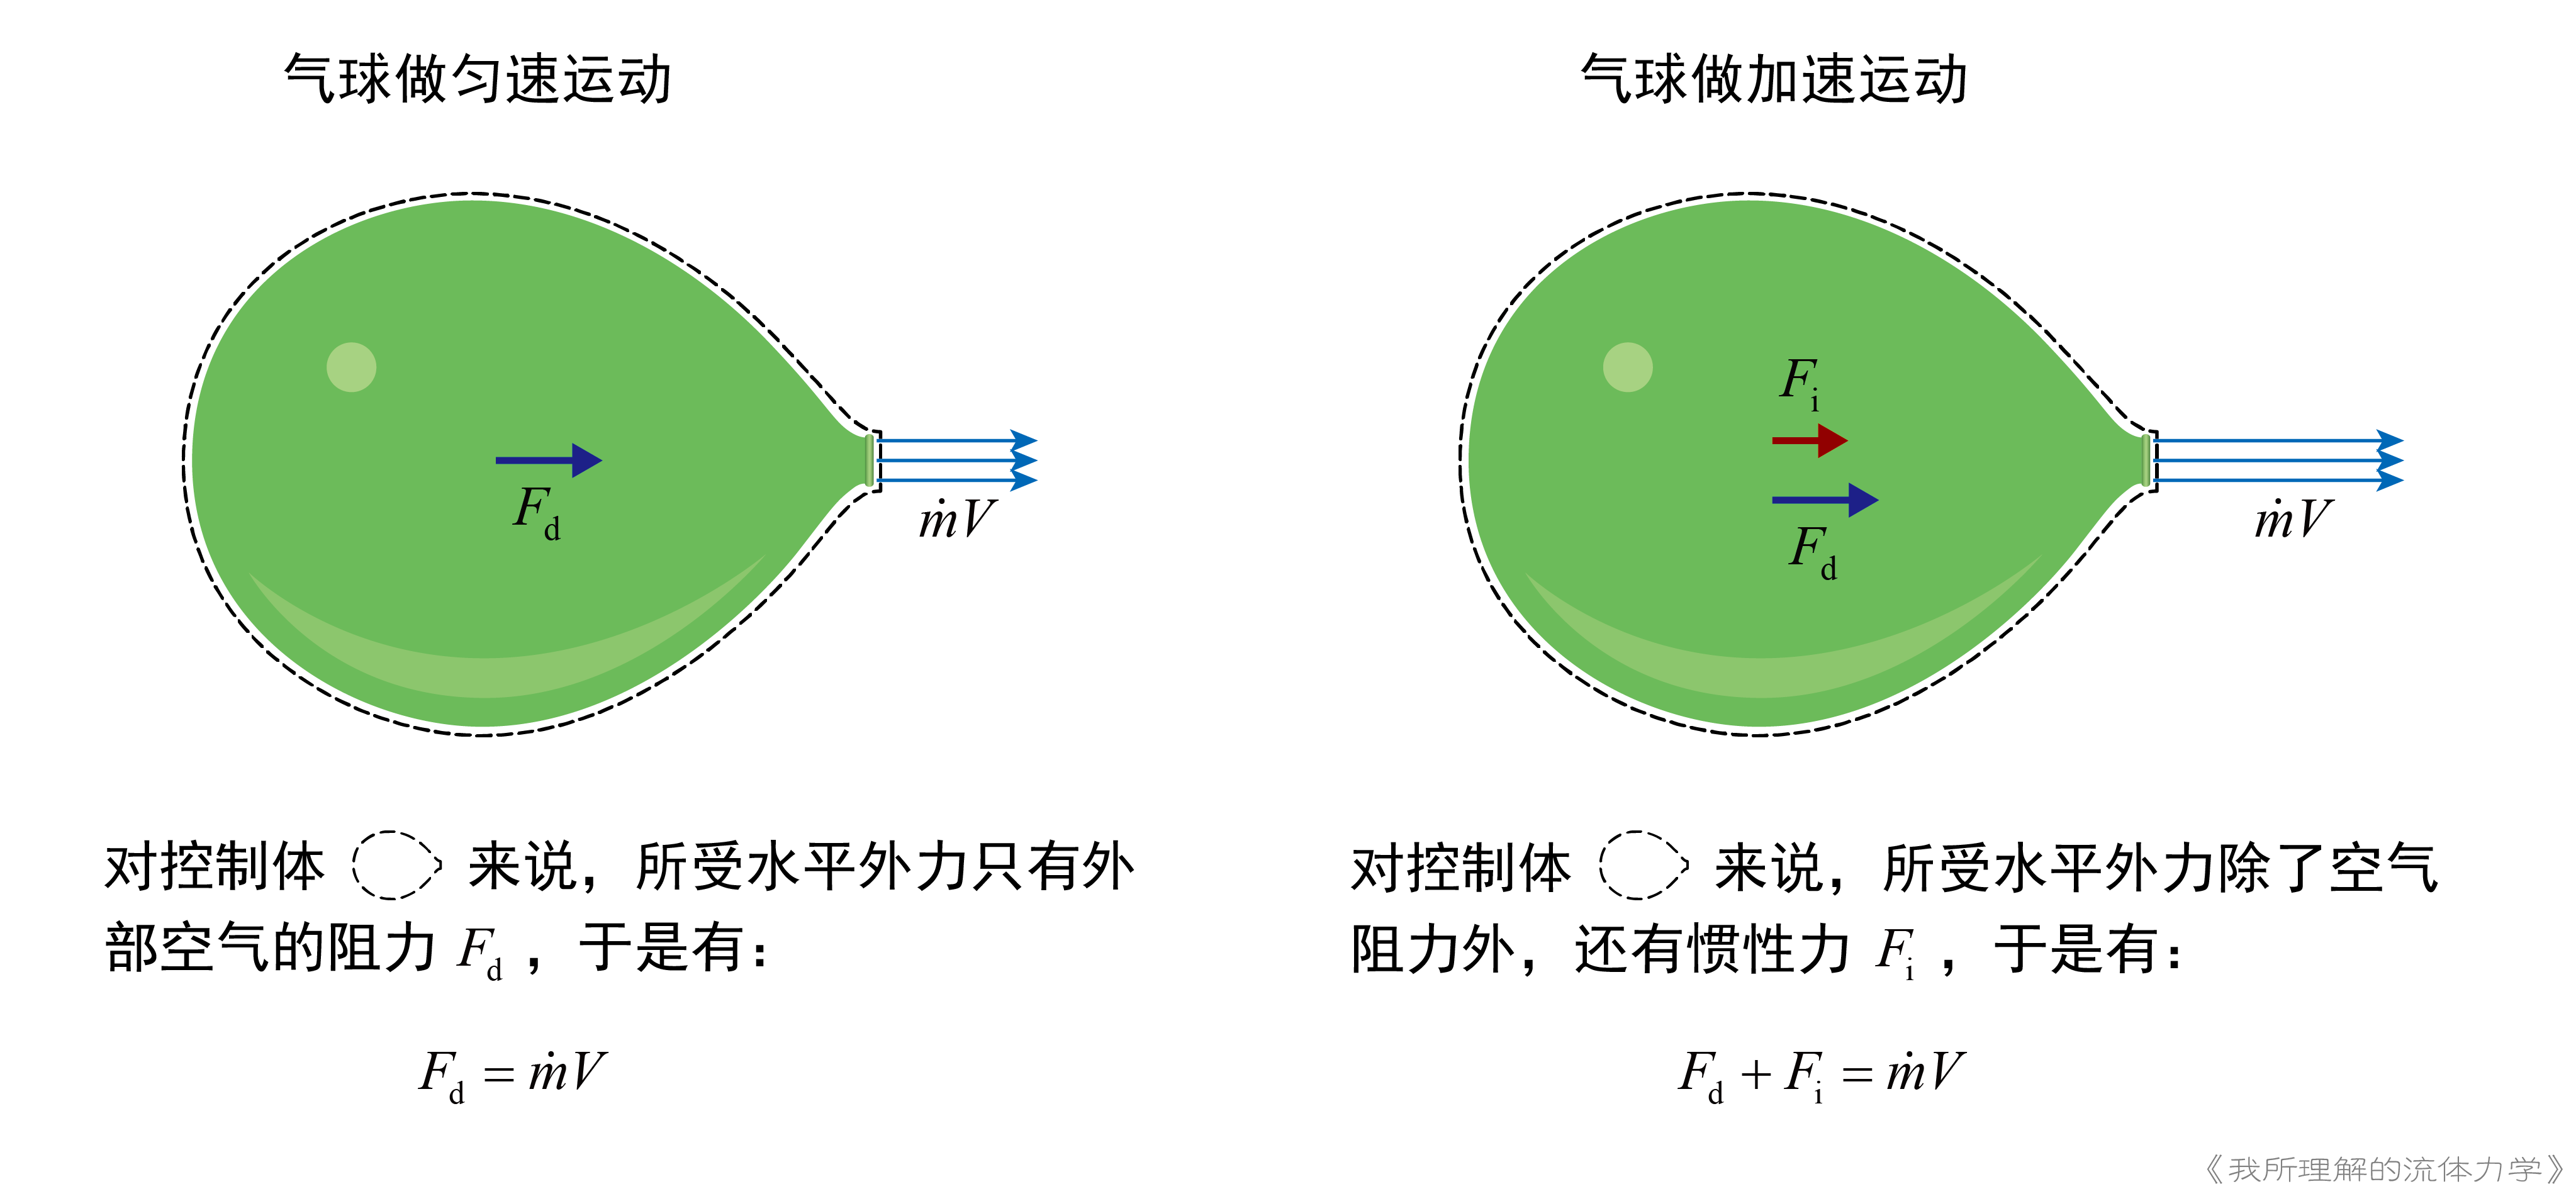 气球做匀速运动
F_d
ṁV
对控制体 来说，所受水平外力只有外
部空气的阻力 F_d ，于是有：
F_d = ṁV
气球做加速运动
F_i
F_d
ṁV
对控制体 来说，所受水平外力除了空气
阻力外，还有惯性力 F_i ，于是有：
F_d + F_i = ṁV
《我所理解的流体力学》